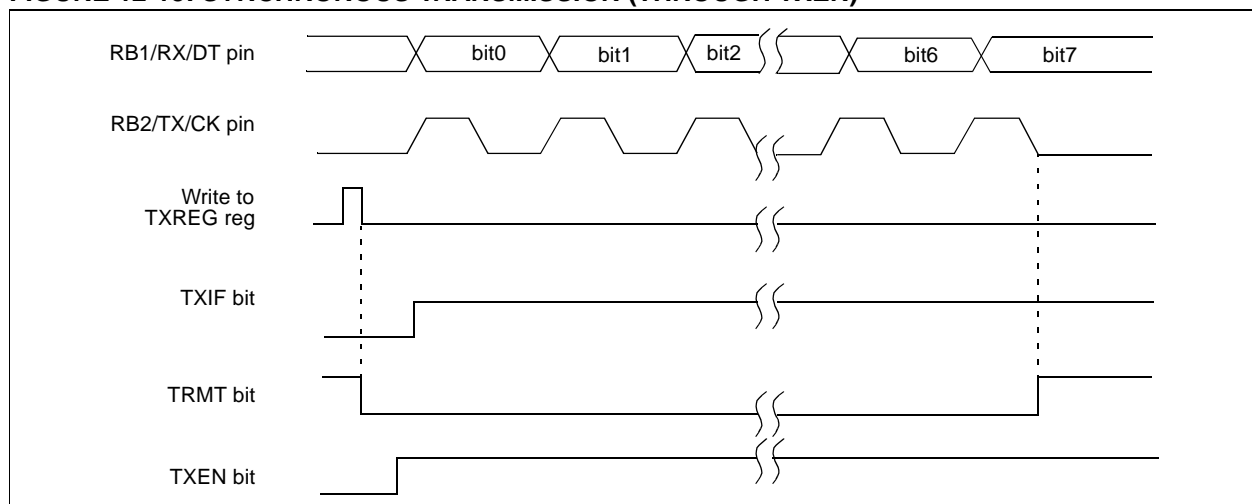 RB1/RX/DT pin
bit0
bit1
bit2
bit6
bit7
RB2/TX/CK pin
Write to
TXREG reg
TXIF bit
TRMT bit
TXEN bit